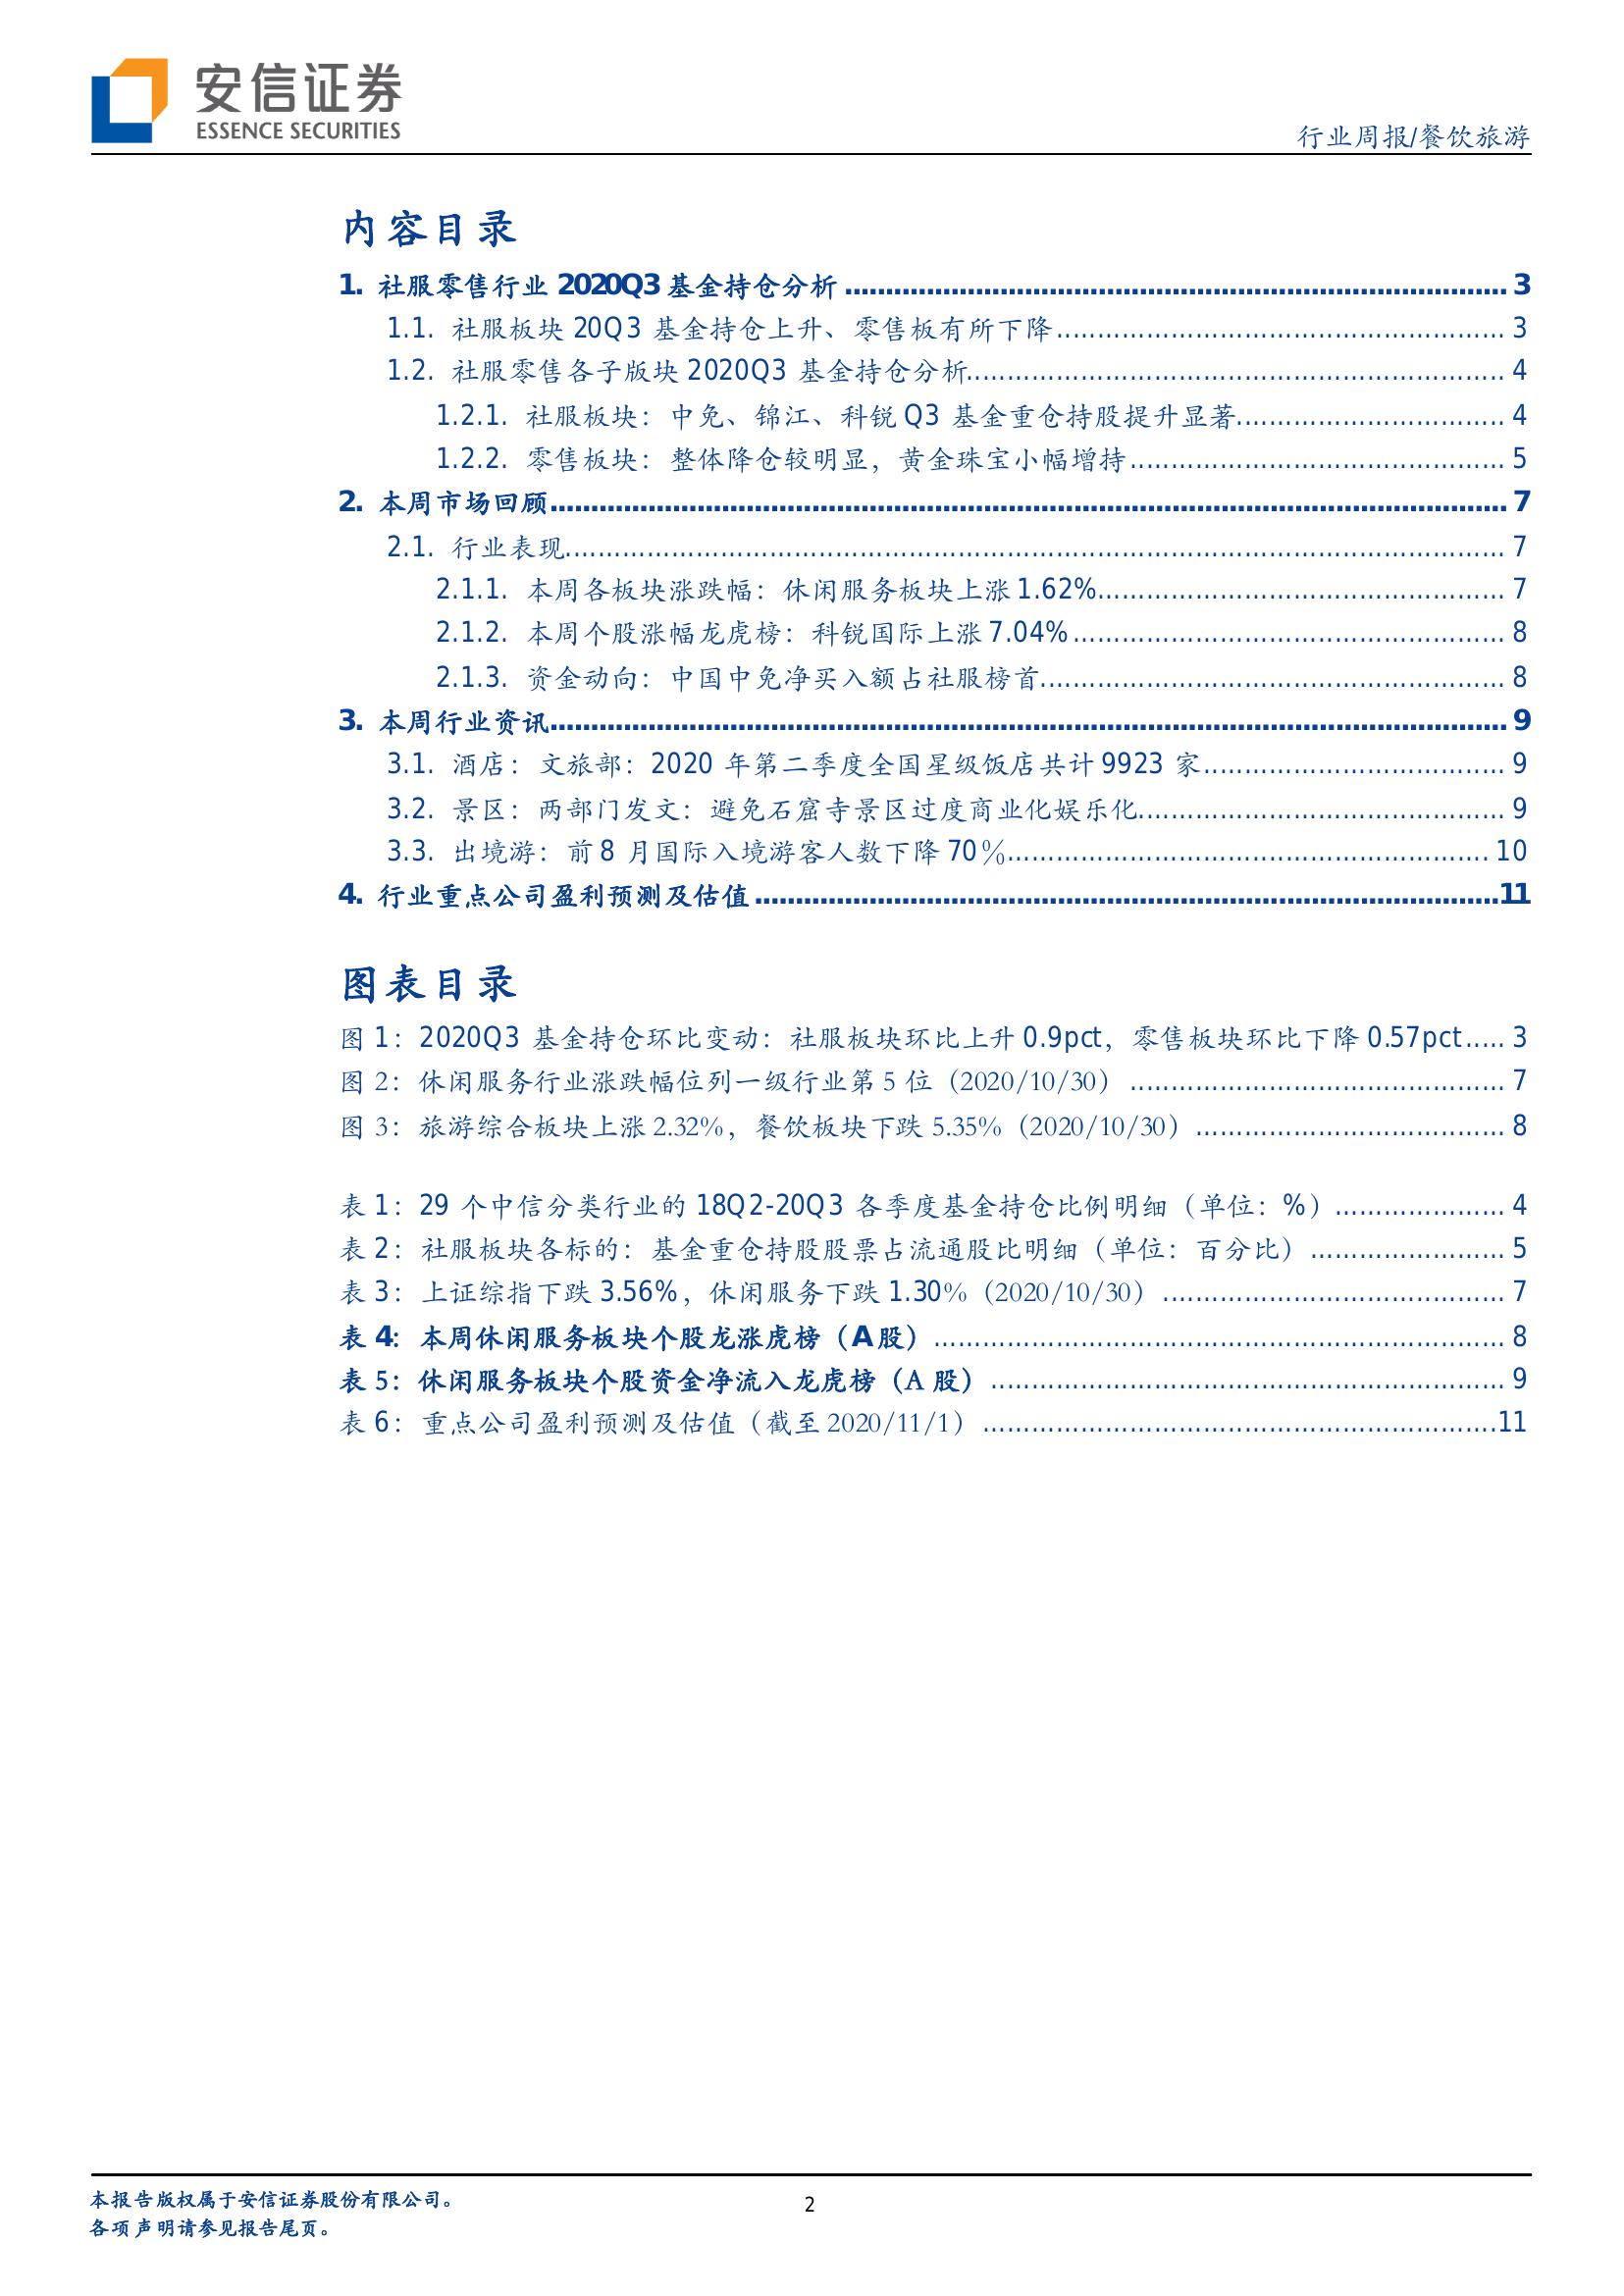 安信证券
ESSENCE SECURITIES
行业周报/餐饮旅游
内容目录
1. 社服零售行业 2020Q3 基金持仓分析 ........................................ 3
1.1. 社服板块 20Q3 基金持仓上升、零售板有所下降 ........................................ 3
1.2. 社服零售各子版块 2020Q3 基金持仓分析 ........................................ 4
1.2.1. 社服板块：中免、锦江、科锐 Q3 基金重仓持股提升显著 ........................................ 4
1.2.2. 零售板块：整体降仓较明显，黄金珠宝小幅增持 ........................................ 5
2. 本周市场回顾 ........................................ 7
2.1. 行业表现 ........................................ 7
2.1.1. 本周各板块涨跌幅：休闲服务板块上涨 1.62% ........................................ 7
2.1.2. 本周个股涨幅龙虎榜：科锐国际上涨 7.04% ........................................ 8
2.1.3. 资金动向：中国中免净买入额占社服榜首 ........................................ 8
3. 本周行业资讯 ........................................ 9
3.1. 酒店：文旅部：2020 年第二季度全国星级饭店共计 9923 家 ........................................ 9
3.2. 景区：两部门发文：避免石窟寺景区过度商业化娱乐化 ........................................ 9
3.3. 出境游：前 8 月国际入境游客人数下降 70％ ........................................ 10
4. 行业重点公司盈利预测及估值 ........................................ 11
图表目录
图 1：2020Q3 基金持仓环比变动：社服板块环比上升 0.9pct，零售板块环比下降 0.57pct ..... 3
图 2：休闲服务行业涨跌幅位列一级行业第 5 位（2020/10/30） ........................................ 7
图 3：旅游综合板块上涨 2.32%，餐饮板块下跌 5.35%（2020/10/30） ........................................ 8
表 1：29 个中信分类行业的 18Q2-20Q3 各季度基金持仓比例明细（单位：%） ........................................ 4
表 2：社服板块各标的：基金重仓持股股票占流通股比明细（单位：百分比） ........................................ 5
表 3：上证综指下跌 3.56%，休闲服务下跌 1.30%（2020/10/30） ........................................ 7
表 4：本周休闲服务板块个股龙涨虎榜（A 股） ........................................ 8
表 5：休闲服务板块个股资金净流入龙虎榜（A 股） ........................................ 9
表 6：重点公司盈利预测及估值（截至 2020/11/1） ........................................ 11
本报告版权属于安信证券股份有限公司。
2
各项声明请参见报告尾页。